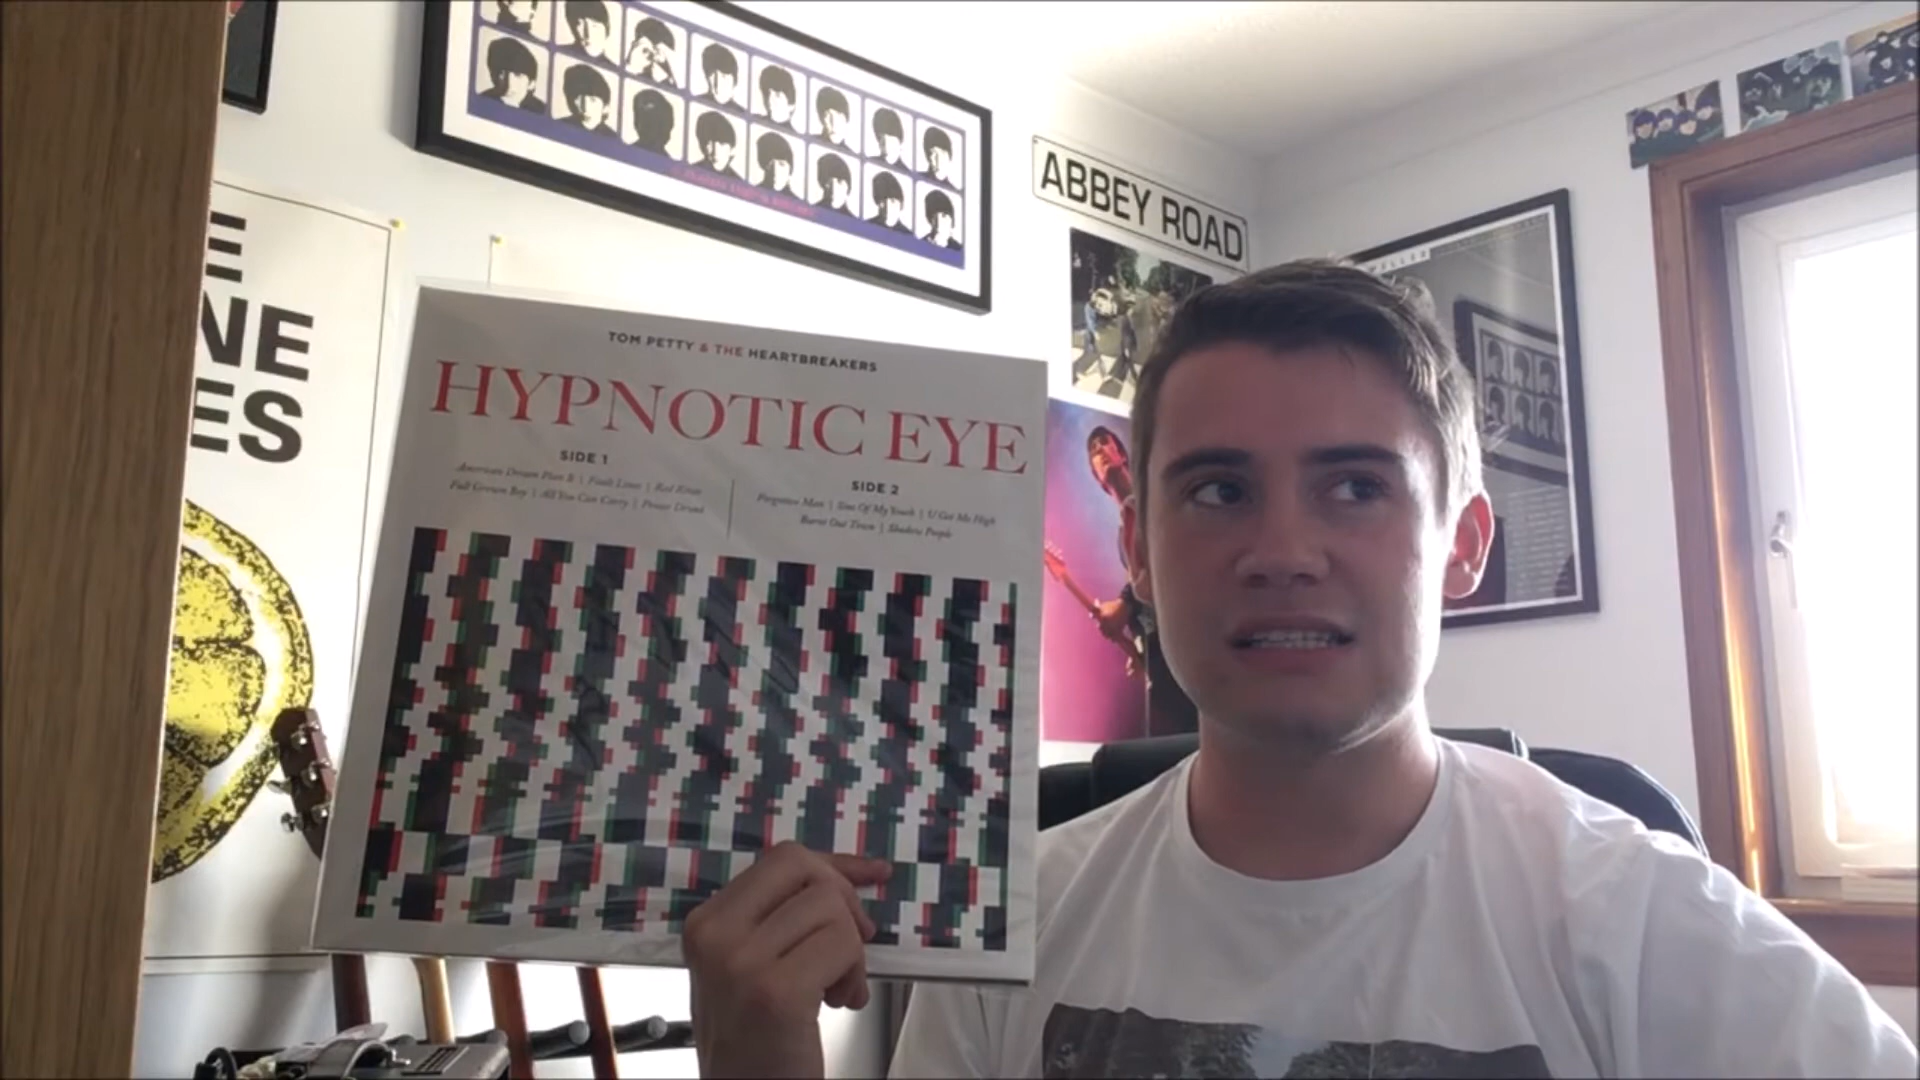 ABBEY ROAD
E
NE
ES
TOM PETTY & THE HEARTBREAKERS
HYPNOTIC EYE
SIDE 1
American Dream Plan B | Fault Lines | Red River
Full Grown Boy | All You Can Carry | Power Drunk
SIDE 2
Forgotten Man | Sins Of My Youth | U Get Me High
Burnt Out Town | Shadow People